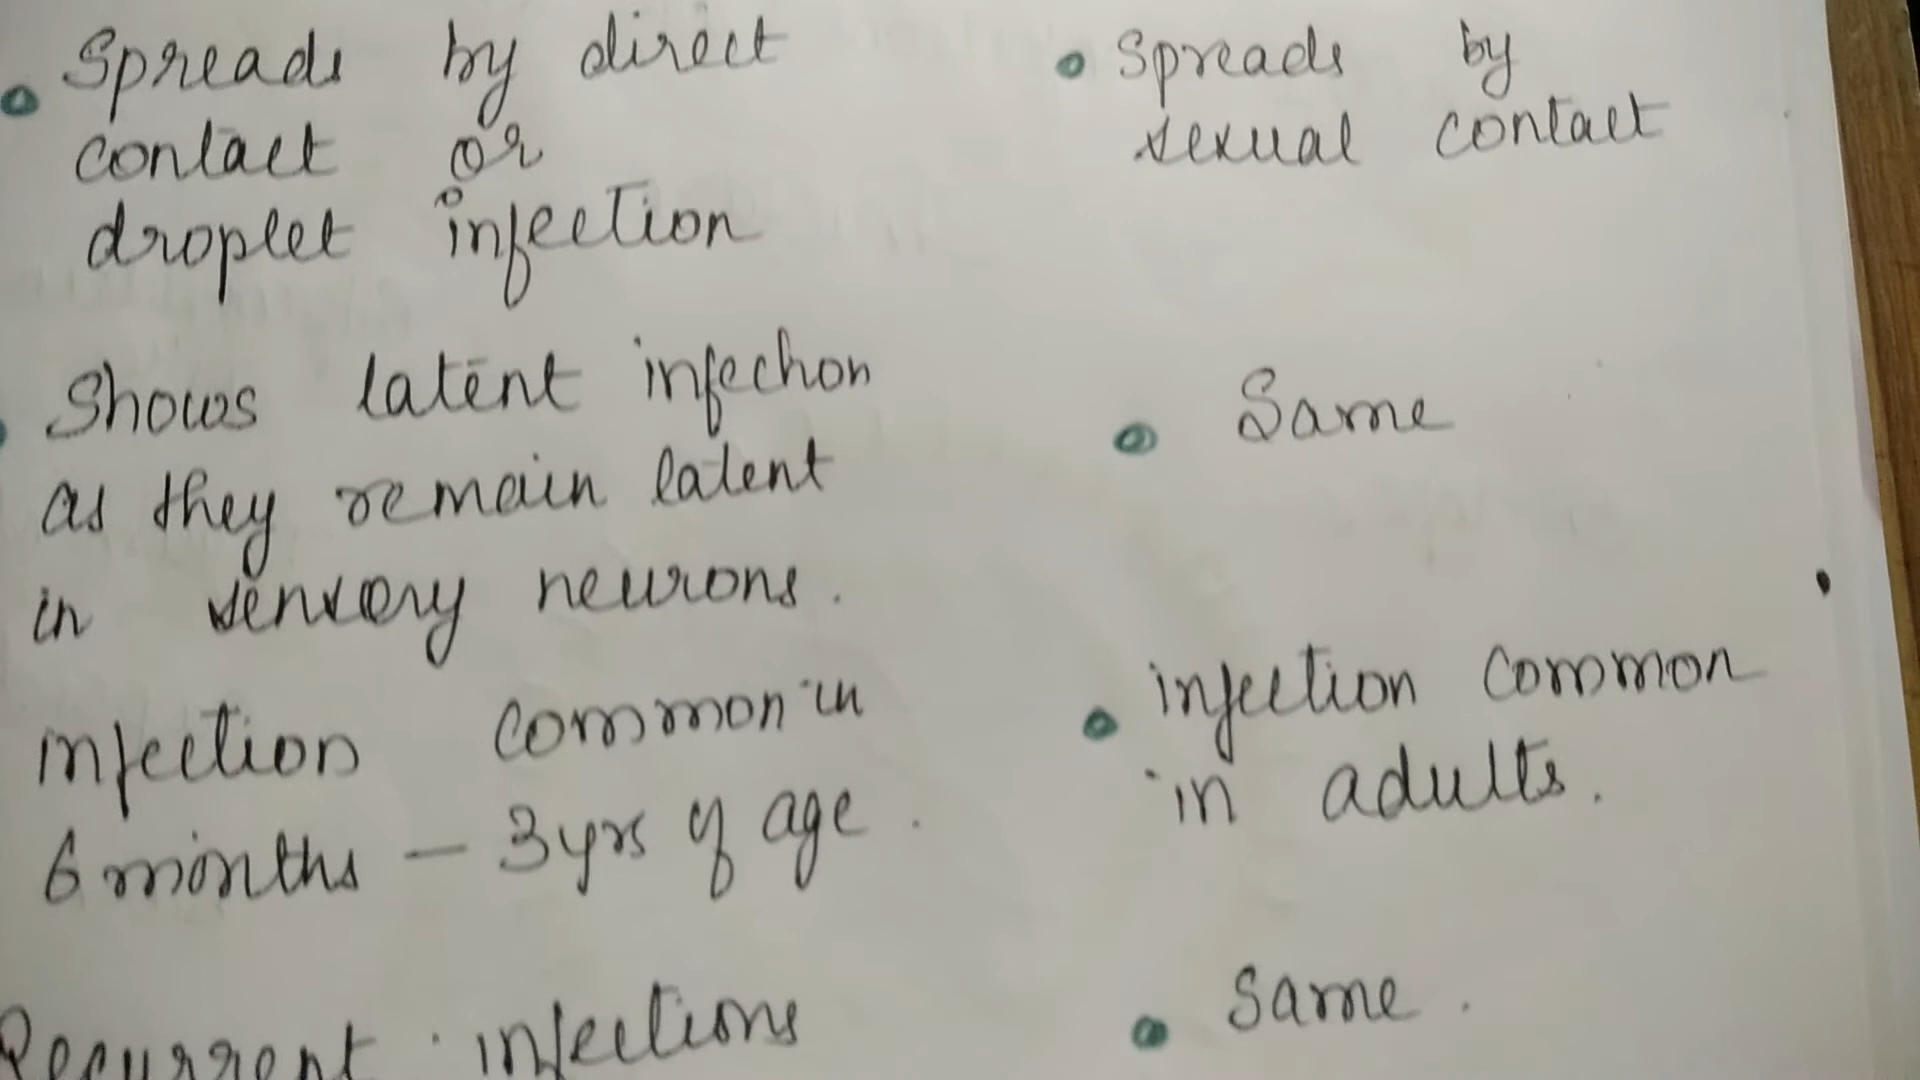 Spreads by direct
contact or
droplet infection
Shows latent infection
as they remain latent
in sensory neurons.
infection common in
6 months - 3 yrs of age.
Recurrent infections
Spreads by
sexual contact
Same
infection common
in adults.
Same.